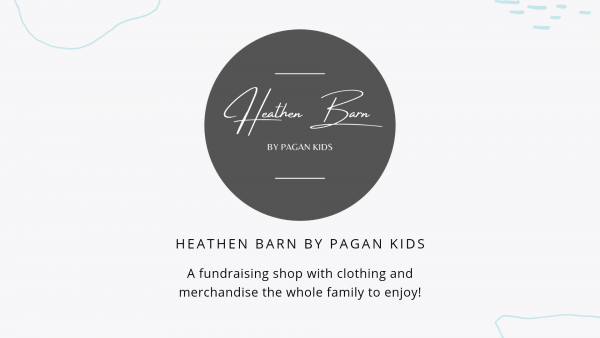 Heathen Barn
BY PAGAN KIDS
HEATHEN BARN BY PAGAN KIDS
A fundraising shop with clothing and
merchandise the whole family to enjoy!